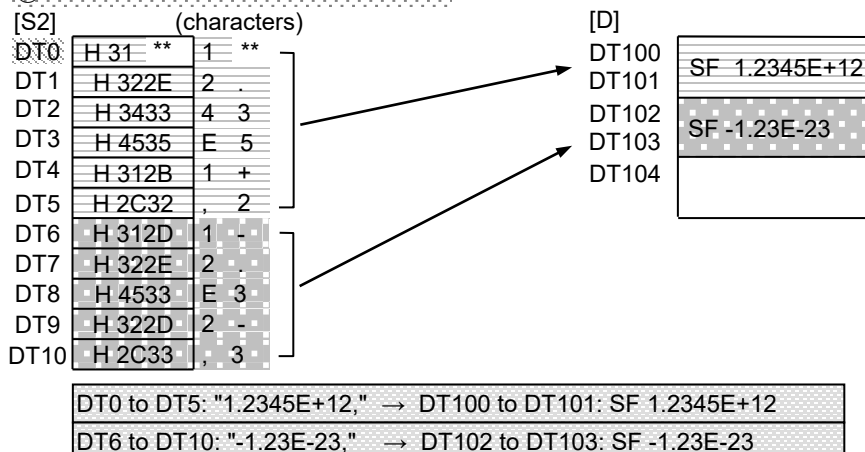 [S2] (characters) [D]
DT0 H 31 ** 1 **
DT1 H 322E 2 .
DT2 H 3433 4 3
DT3 H 4535 E 5
DT4 H 312B 1 +
DT5 H 2C32 , 2
DT6 H 312D 1 -
DT7 H 322E 2 .
DT8 H 4533 E 3
DT9 H 322D 2 -
DT10 H 2C33 , 3
DT100
DT101
SF 1.2345E+12
DT102
DT103
SF -1.23E-23
DT104
DT0 to DT5: "1.2345E+12," → DT100 to DT101: SF 1.2345E+12
DT6 to DT10: "-1.23E-23," → DT102 to DT103: SF -1.23E-23